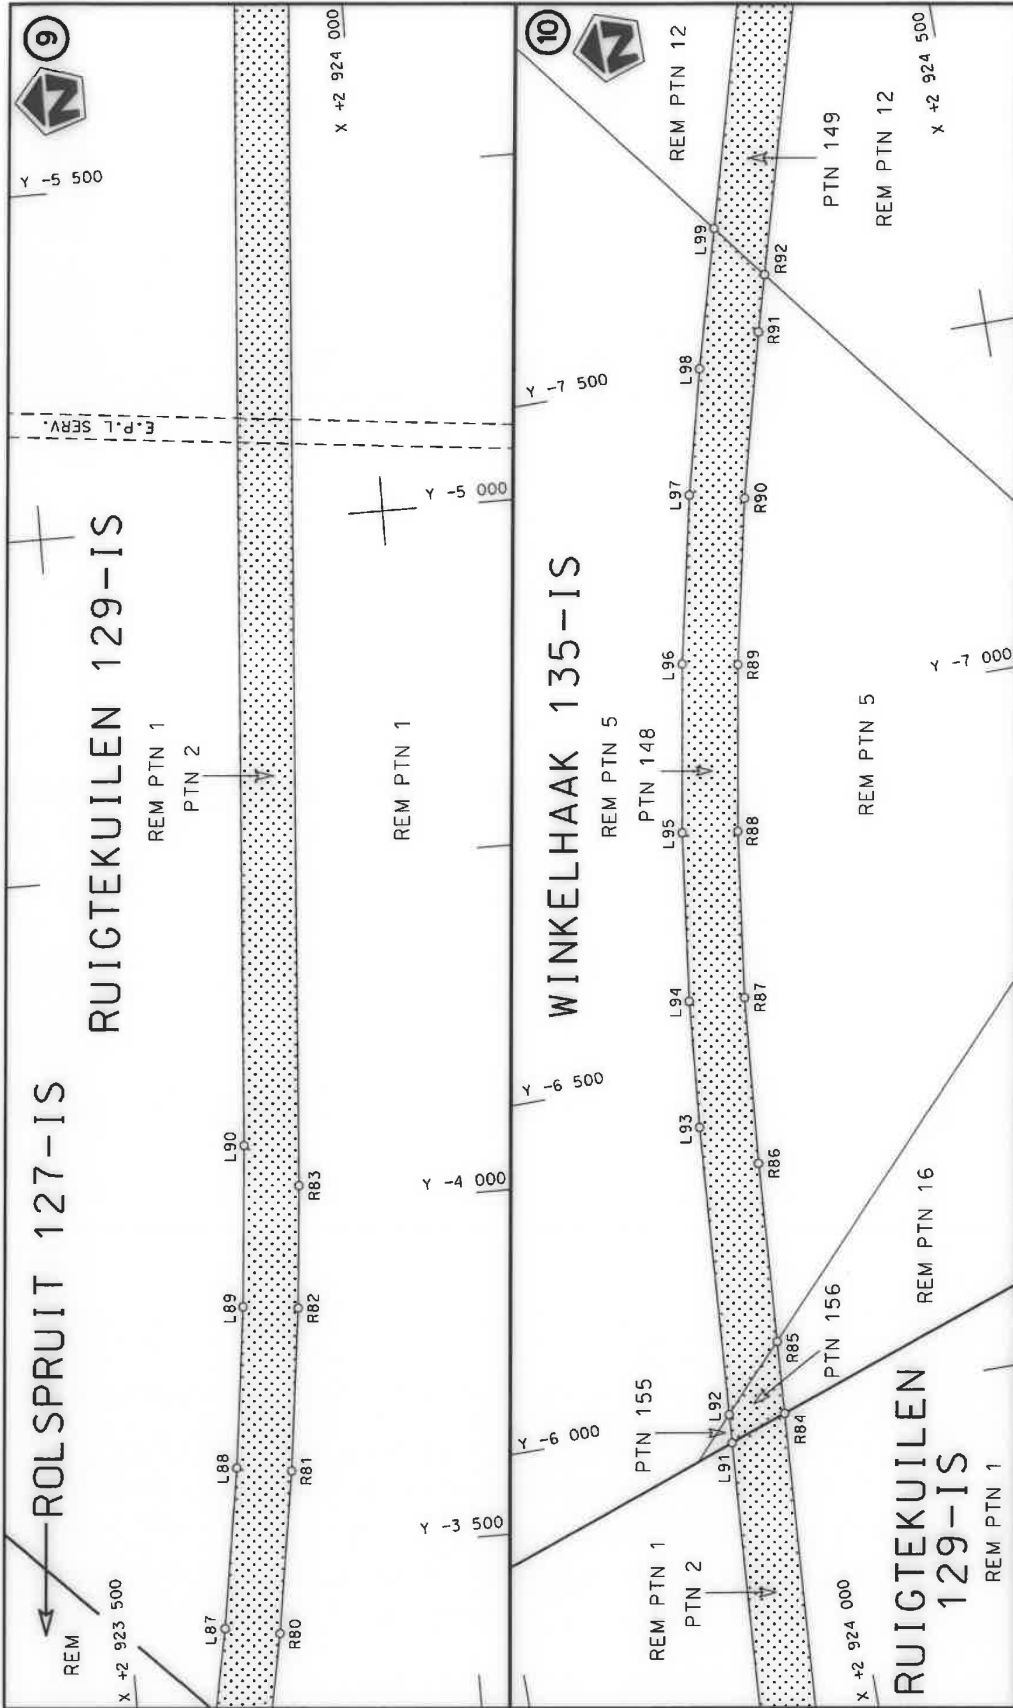 9
N
ROLSPRUIT 127-IS
REM
X +2 923 500
RUIGTEKUILEN 129-IS
REM PTN 1
PTN 2
E.P.L SERV.
Y -5 500
X +2 924 000
L87
L88
L89
L90
R80
R81
R82
R83
REM PTN 1
Y -3 500
Y -4 000
Y -5 000
10
N
Y -6 000
Y -6 500
Y -7 500
WINKELHAAK 135-IS
REM PTN 5
PTN 148
REM PTN 12
REM PTN 1
PTN 2
PTN 155
L91
L92
L93
L94
L95
L96
L97
L98
L99
R84
R85
R86
R87
R88
R89
R90
R91
R92
PTN 156
REM PTN 16
REM PTN 5
PTN 149
REM PTN 12
X +2 924 000
Y -7 000
X +2 924 500
RUIGTEKUILEN
129-IS
REM PTN 1